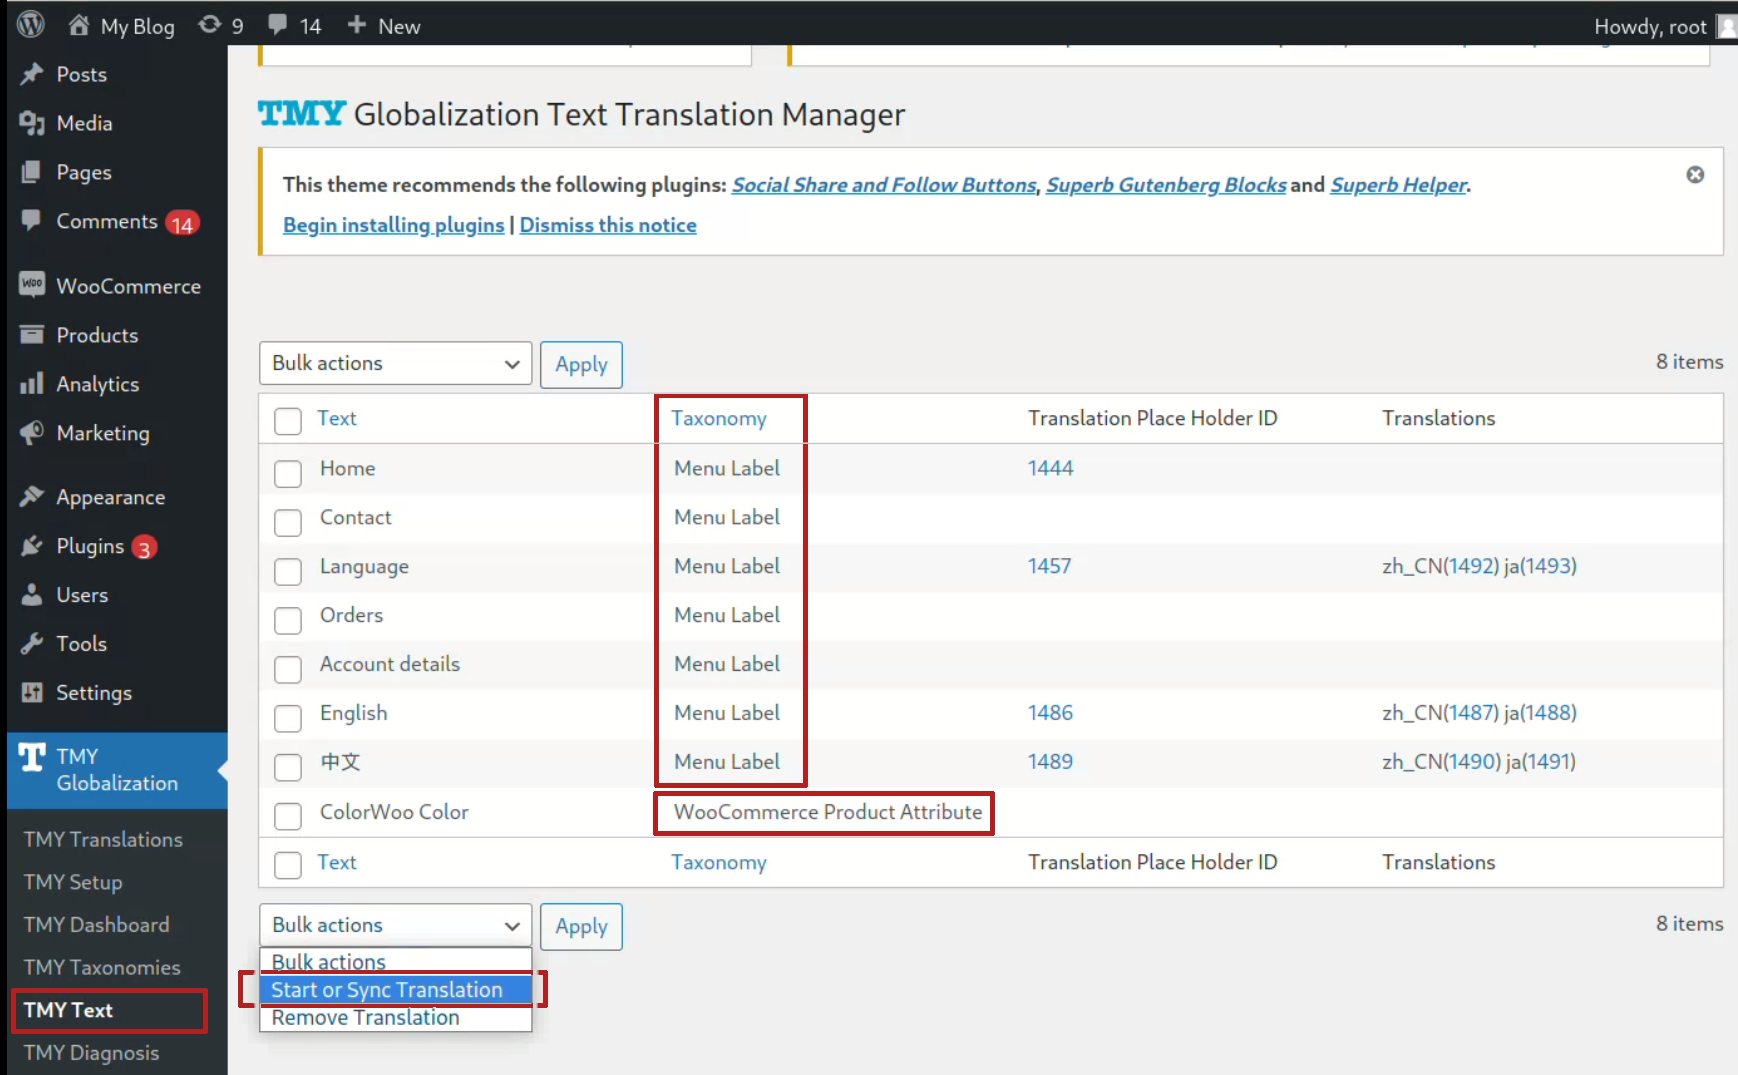 My Blog 9 14 + New Howdy, root
Posts
Media
Pages
Comments 14
WooCommerce
Products
Analytics
Marketing
Appearance
Plugins 3
Users
Tools
Settings
TMY
Globalization
TMY Translations
TMY Setup
TMY Dashboard
TMY Taxonomies
TMY Text
TMY Diagnosis
TMY Globalization Text Translation Manager
This theme recommends the following plugins: Social Share and Follow Buttons, Superb Gutenberg Blocks and Superb Helper.
Begin installing plugins | Dismiss this notice
Bulk actions Apply 8 items
Text Taxonomy Translation Place Holder ID Translations
Home Menu Label 1444
Contact Menu Label
Language Menu Label 1457 zh_CN(1492) ja(1493)
Orders Menu Label
Account details Menu Label
English Menu Label 1486 zh_CN(1487) ja(1488)
中文 Menu Label 1489 zh_CN(1490) ja(1491)
ColorWoo Color WooCommerce Product Attribute
Text Taxonomy Translation Place Holder ID Translations
Bulk actions Apply 8 items
Bulk actions
Start or Sync Translation
Remove Translation